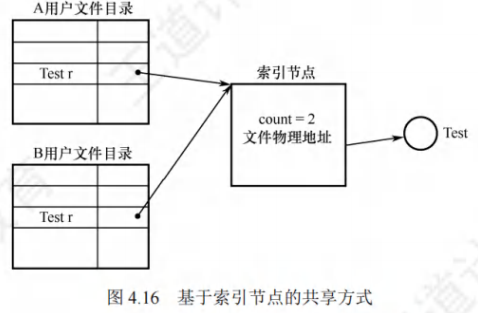 A用户文件目录
Test r
索引节点
count = 2
文件物理地址
Test
B用户文件目录
Test r
图 4.16 基于索引节点的共享方式